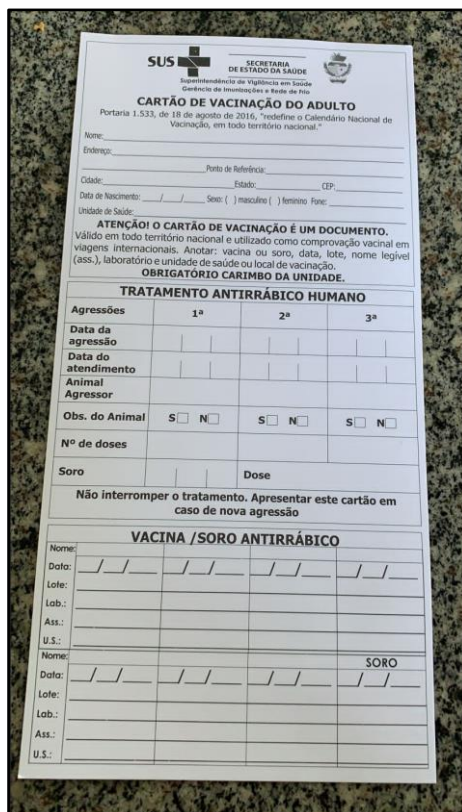 SUS
SECRETARIA
DE ESTADO DA SAÚDE
Superintendência de Vigilância em Saúde
Gerência de Imunizações e Rede de Frio
CARTÃO DE VACINAÇÃO DO ADULTO
Portaria 1.533, de 18 de agosto de 2016, "redefine o Calendário Nacional de
Vacinação, em todo território nacional."
Nome:
Endereço:
Ponto de Referência:
Cidade: Estado: CEP:
Data de Nascimento: / / Sexo: ( ) masculino ( ) feminino Fone:
Unidade de Saúde:
ATENÇÃO! O CARTÃO DE VACINAÇÃO É UM DOCUMENTO.
Válido em todo território nacional e utilizado como comprovação vacinal em
viagens internacionais. Anotar: vacina ou soro, data, lote, nome legível
(ass.), laboratório e unidade de saúde ou local de vacinação.
OBRIGATÓRIO CARIMBO DA UNIDADE.
TRATAMENTO ANTIRRÁBICO HUMANO
Agressões 1ª 2ª 3ª
Data da
agressão
Data do
atendimento
Animal
Agressor
Obs. do Animal S N S N S N
Nº de doses
Soro Dose
Não interromper o tratamento. Apresentar este cartão em
caso de nova agressão
VACINA /SORO ANTIRRÁBICO
Nome:
Data: / / / / / / / /
Lote:
Lab.:
Ass.:
U.S.:
Nome: SORO
Data: / / / / / / / /
Lote:
Lab.:
Ass.:
U.S.: